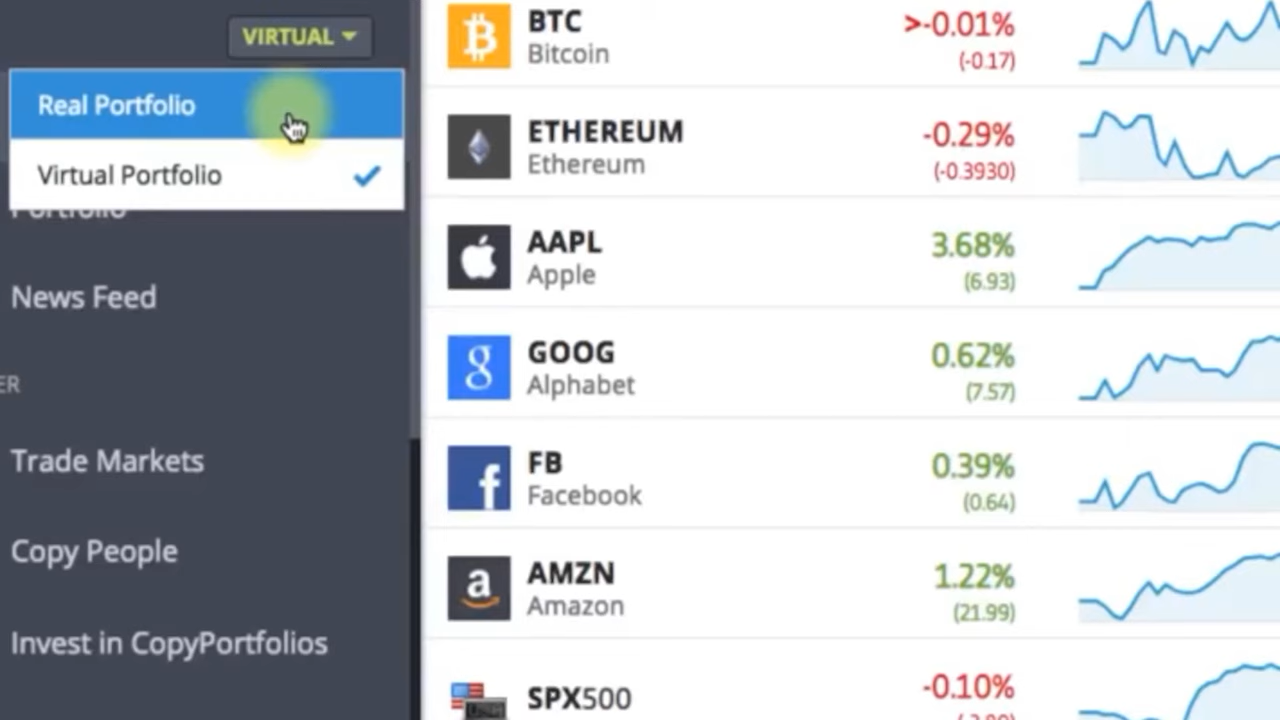 VIRTUAL
Real Portfolio
Virtual Portfolio
Portfolio
News Feed
ER
Trade Markets
Copy People
Invest in CopyPortfolios
BTC
Bitcoin
>-0.01%
(-0.17)
ETHEREUM
Ethereum
-0.29%
(-0.3930)
AAPL
Apple
3.68%
(6.93)
GOOG
Alphabet
0.62%
(7.57)
FB
Facebook
0.39%
(0.64)
AMZN
Amazon
1.22%
(21.99)
SPX500
-0.10%